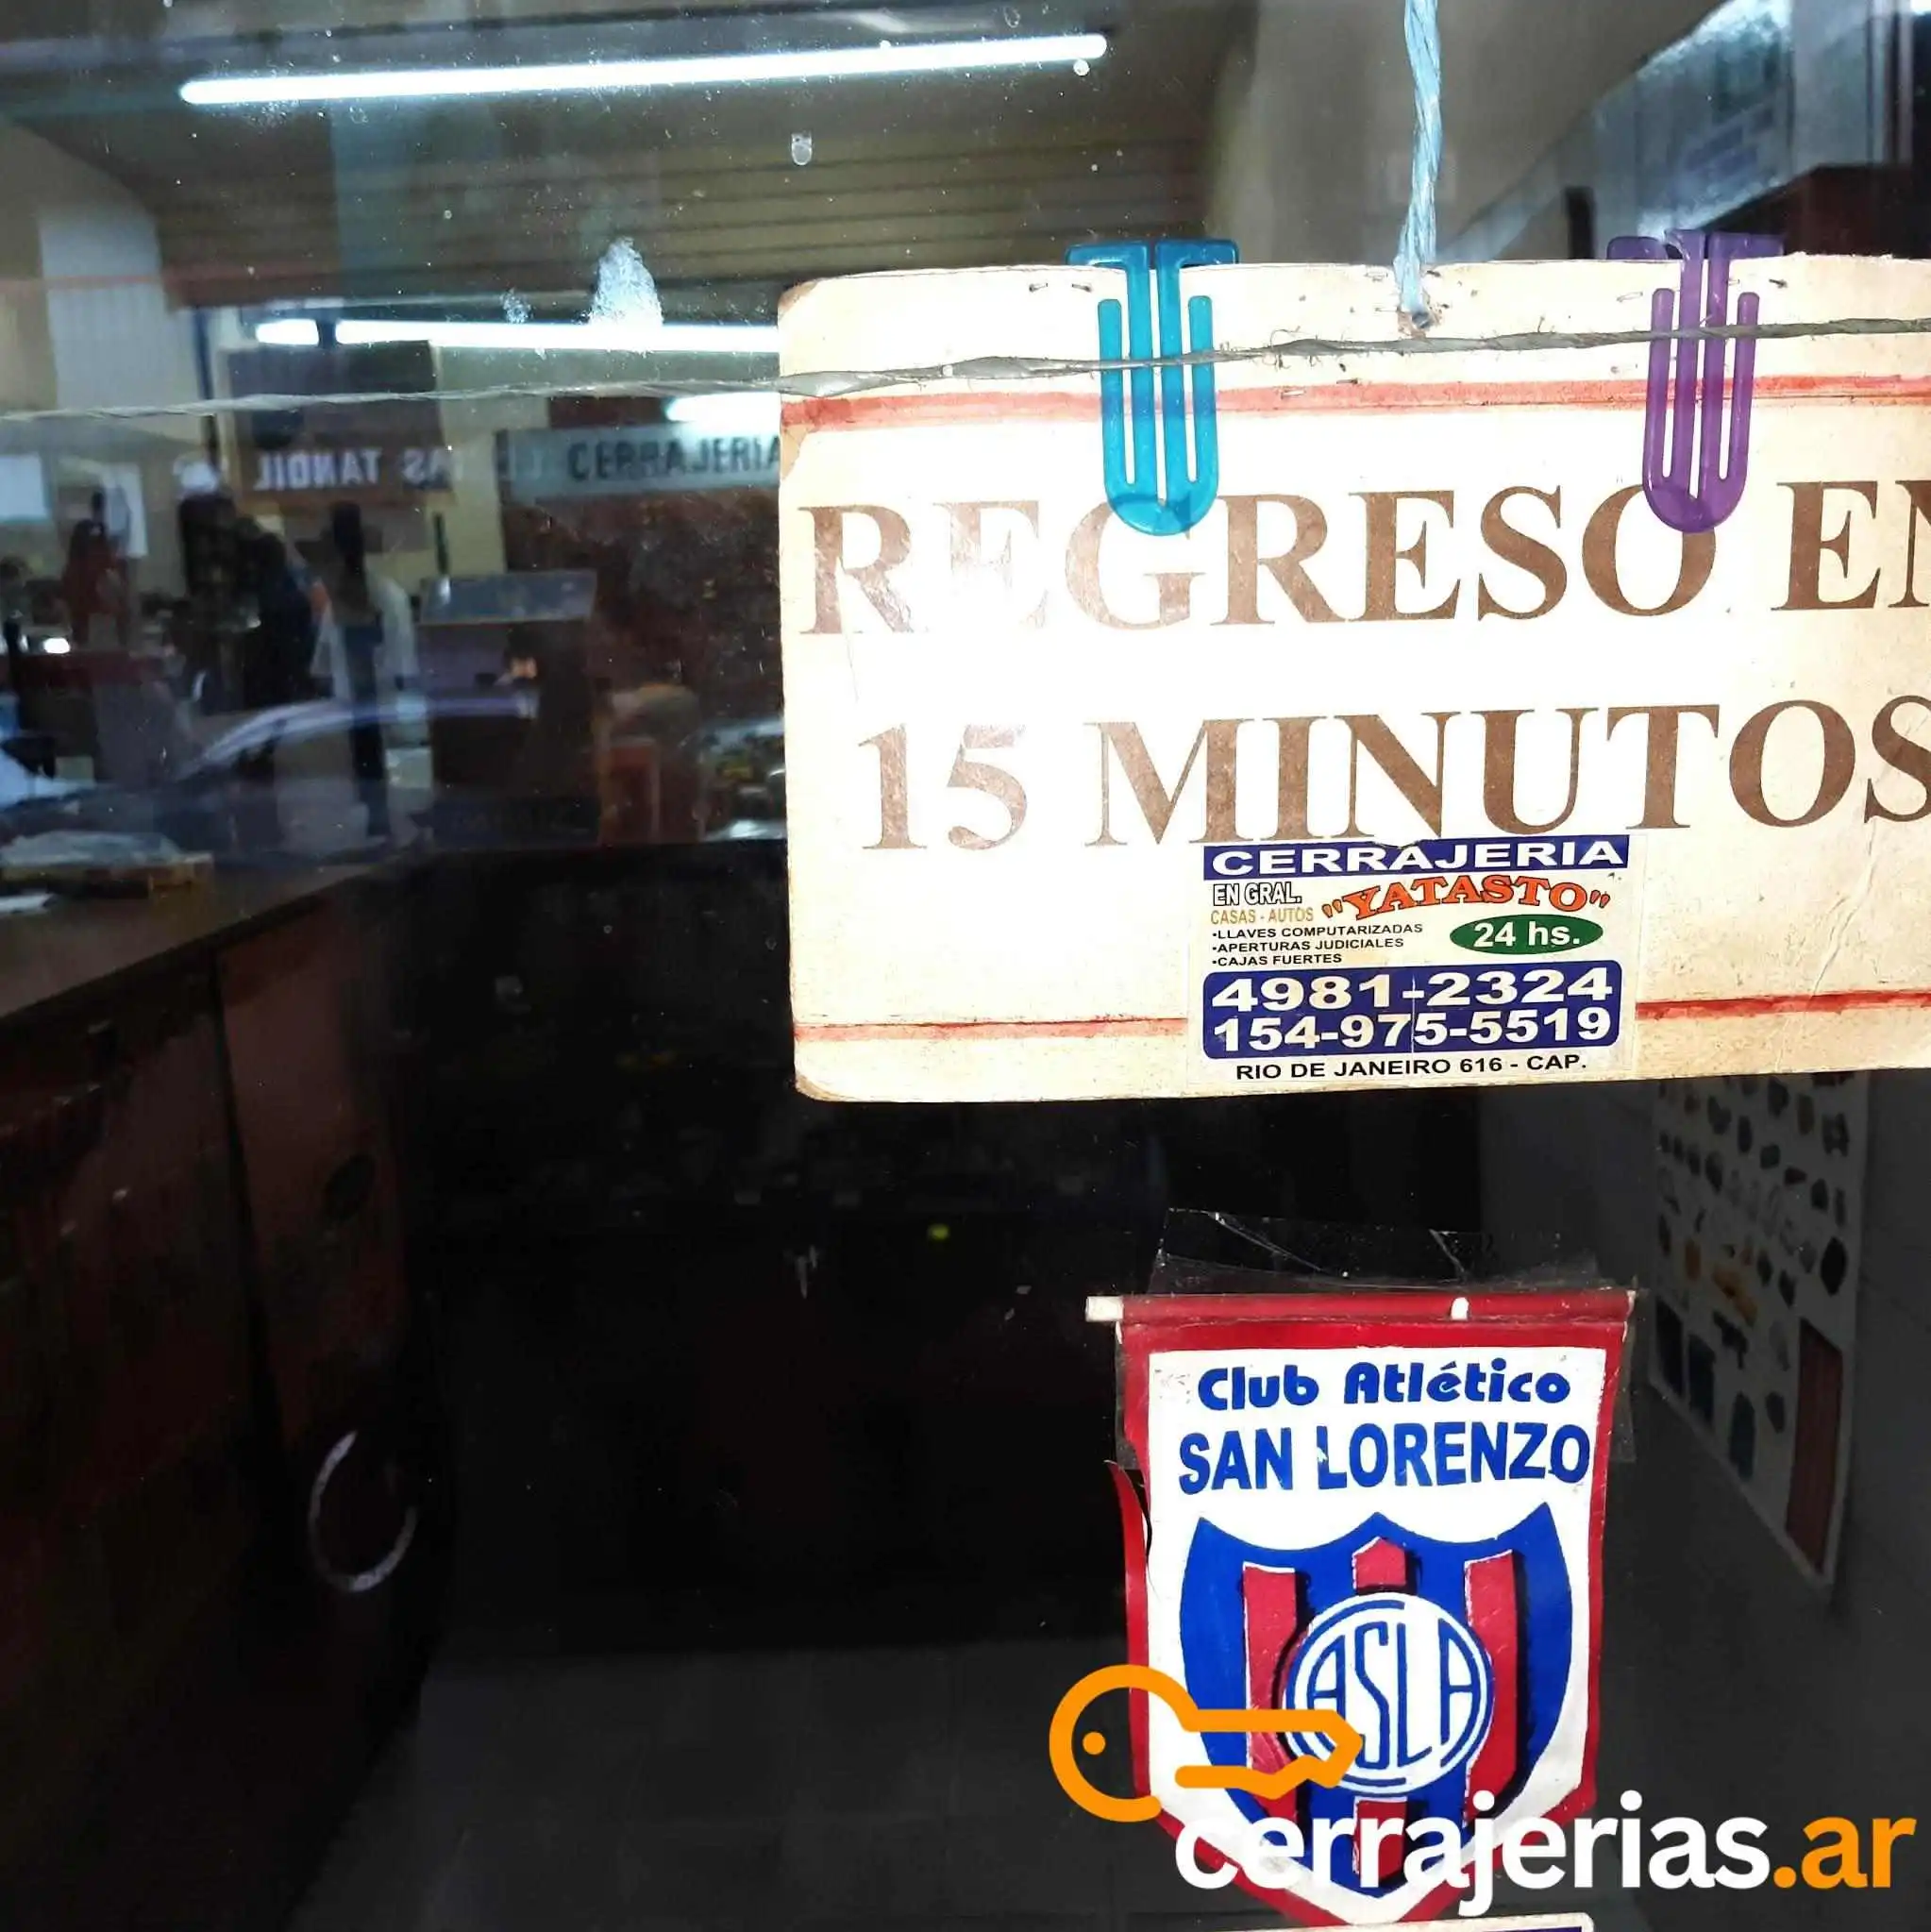 CERRAJERIA
REGRESO EN
15 MINUTOS
CERRAJERIA
EN GRAL.
"YATASTO"
CASAS - AUTOS
•LLAVES COMPUTARIZADAS
•APERTURAS JUDICIALES
•CAJAS FUERTES
24 hs.
4981-2324
154-975-5519
RIO DE JANEIRO 616 - CAP.
Club Atlético
SAN LORENZO
CASLA
cerrajerias.ar